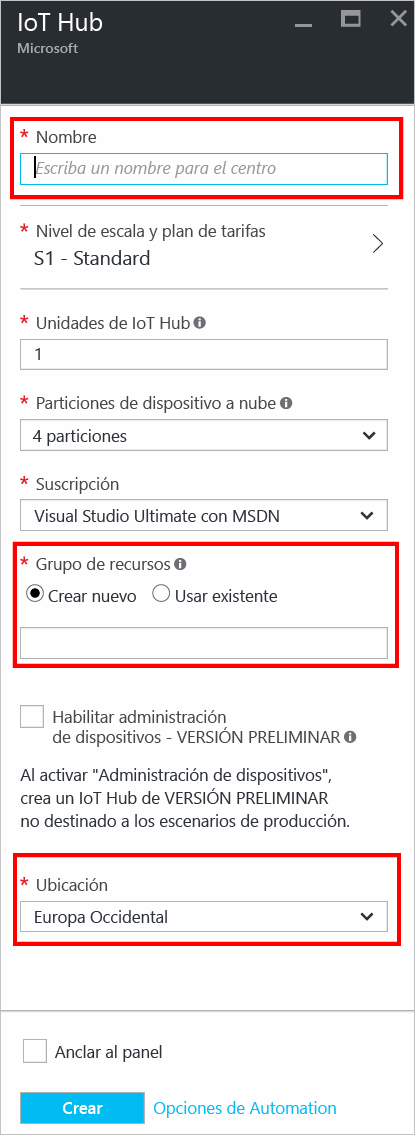 IoT Hub
Microsoft
* Nombre
Escriba un nombre para el centro
* Nivel de escala y plan de tarifas
S1 - Standard
* Unidades de IoT Hub
1
* Particiones de dispositivo a nube
4 particiones
* Suscripción
Visual Studio Ultimate con MSDN
* Grupo de recursos
Crear nuevo Usar existente
Habilitar administración
de dispositivos - VERSIÓN PRELIMINAR
Al activar "Administración de dispositivos",
crea un IoT Hub de VERSIÓN PRELIMINAR
no destinado a los escenarios de producción.
* Ubicación
Europa Occidental
Anclar al panel
Crear Opciones de Automation